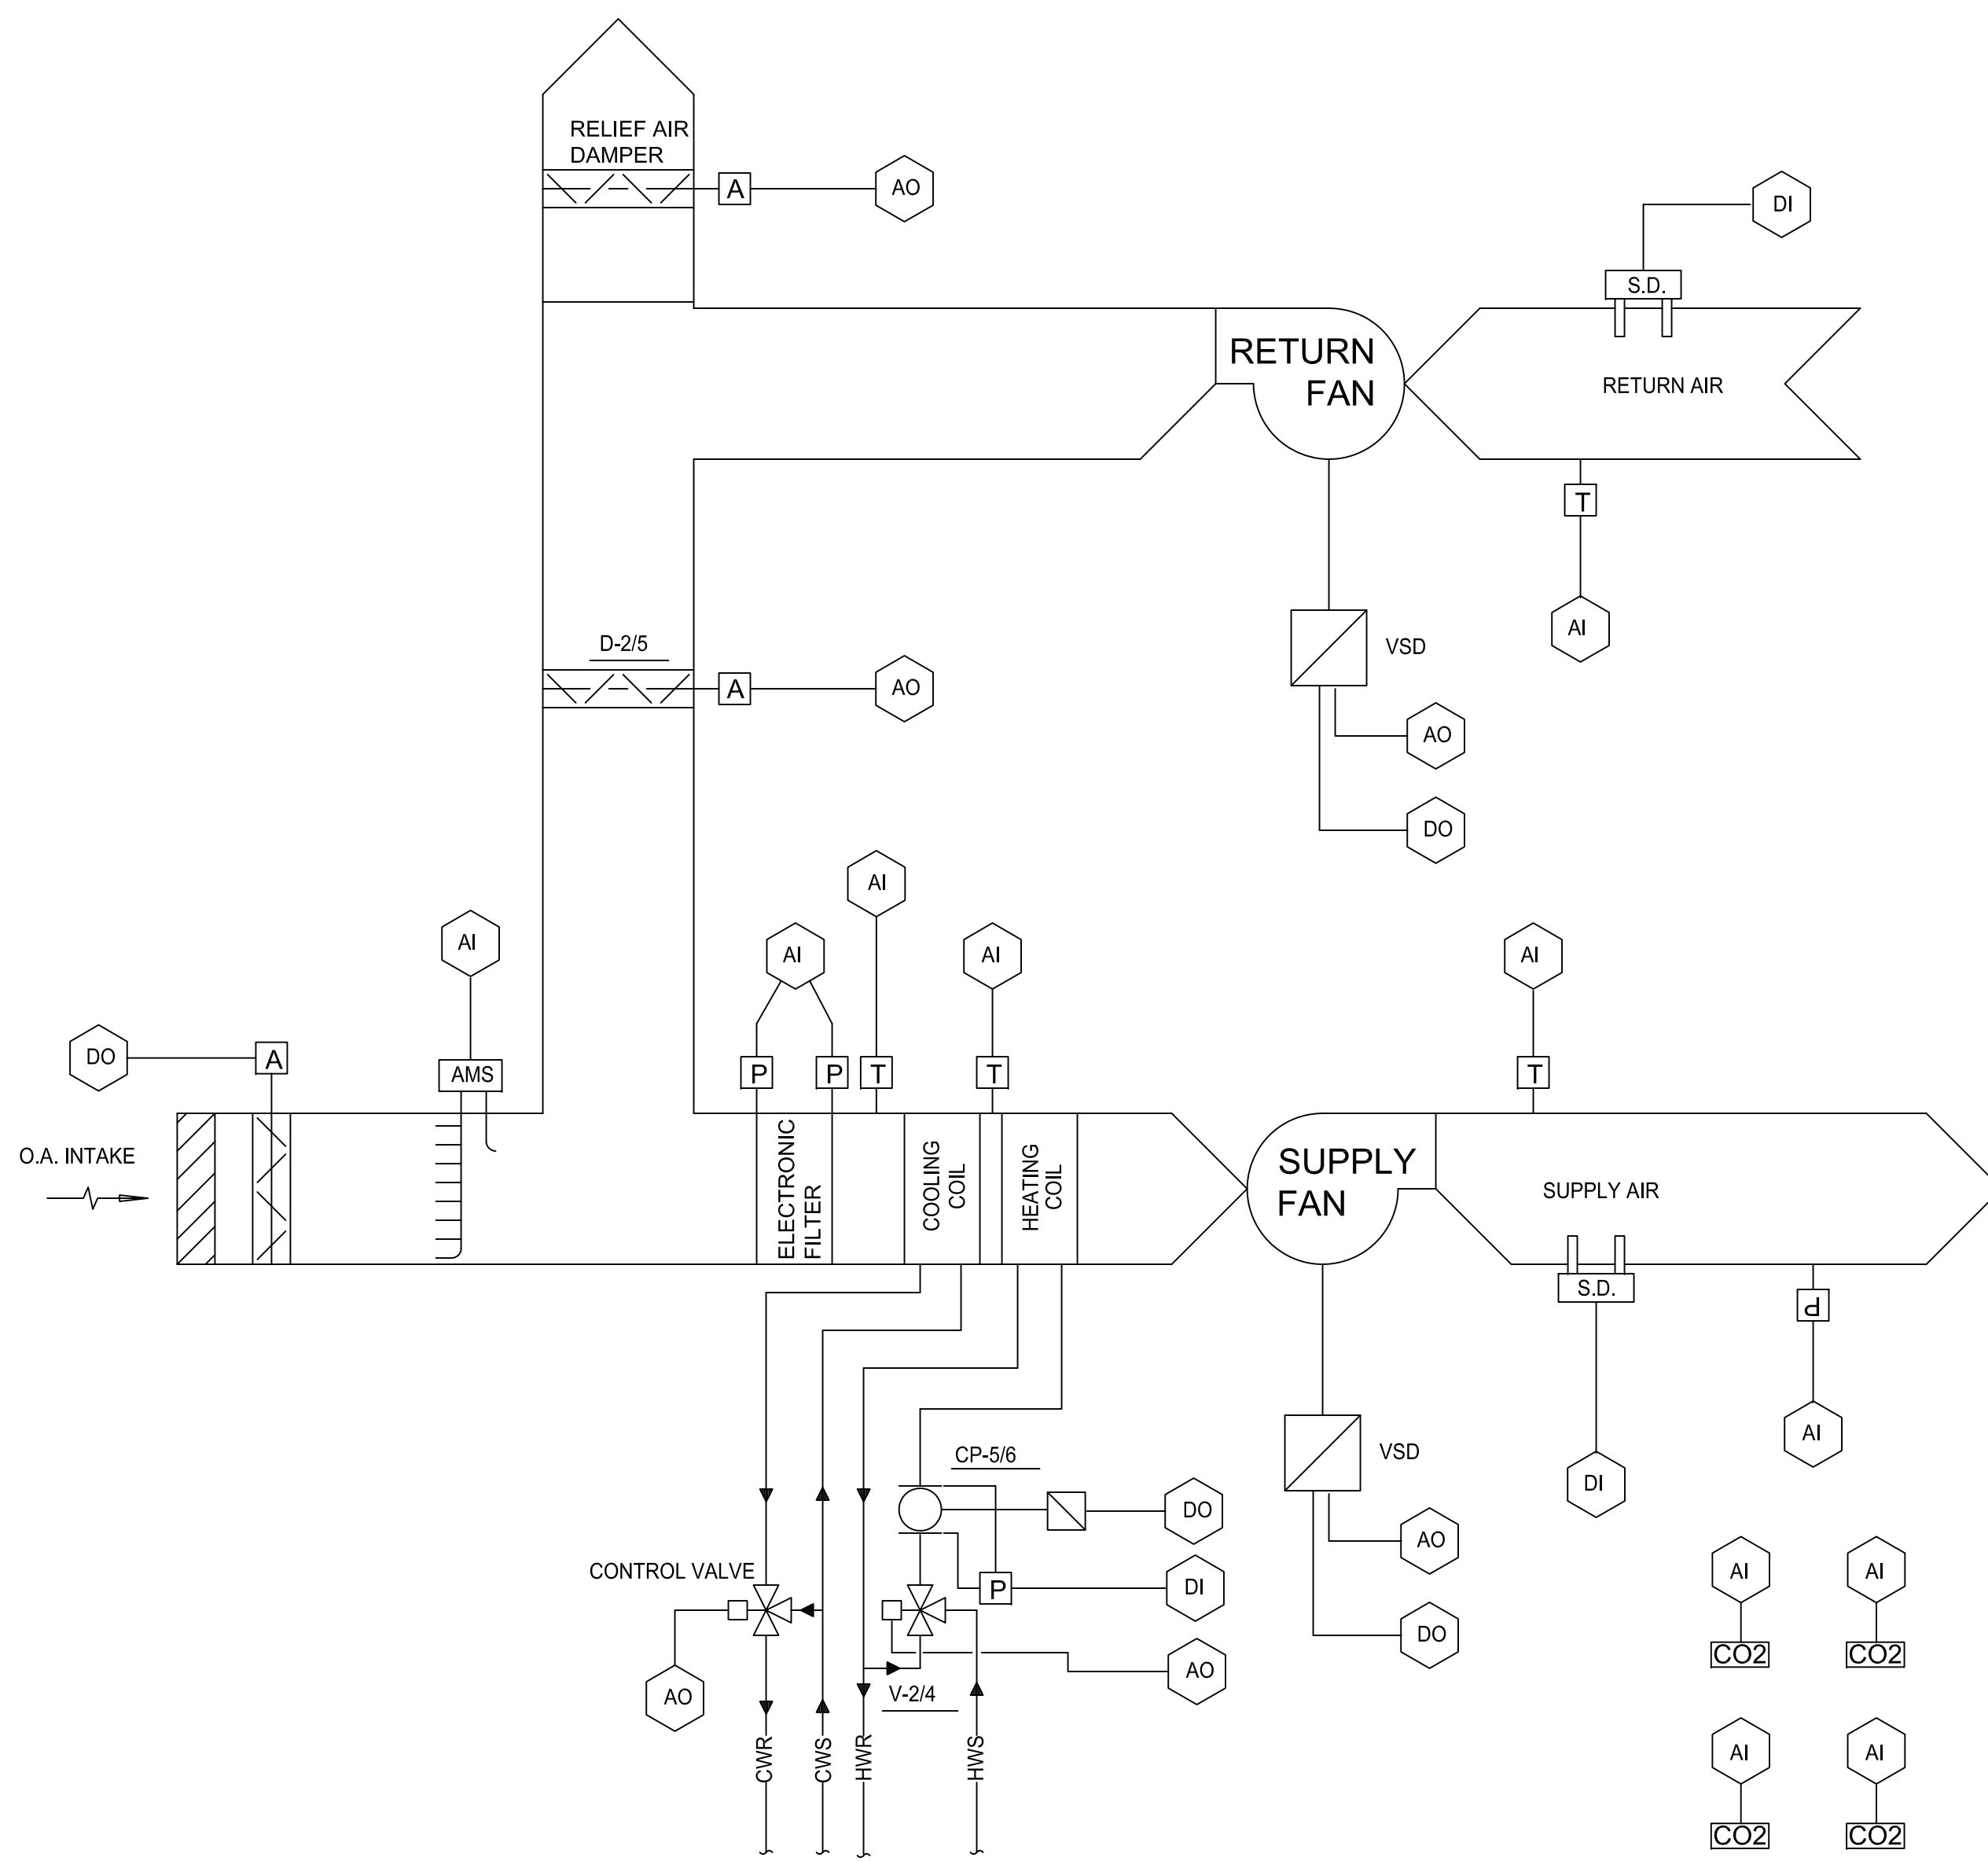 RELIEF AIR
DAMPER
A
AO
DI
S.D.
RETURN
FAN
RETURN AIR
T
AI
D-2/5
A
AO
VSD
AO
DO
AI
AI
AI
AI
AI
DO
A
AMS
P
P
T
T
T
O.A. INTAKE
ELECTRONIC
FILTER
COOLING
COIL
HEATING
COIL
SUPPLY
FAN
SUPPLY AIR
S.D.
P
AI
DI
CP-5/6
VSD
DO
CONTROL VALVE
P
DI
AO
DO
AO
AO
V-2/4
CWR
CWS
HWR
HWS
AI
AI
CO2
CO2
AI
AI
CO2
CO2